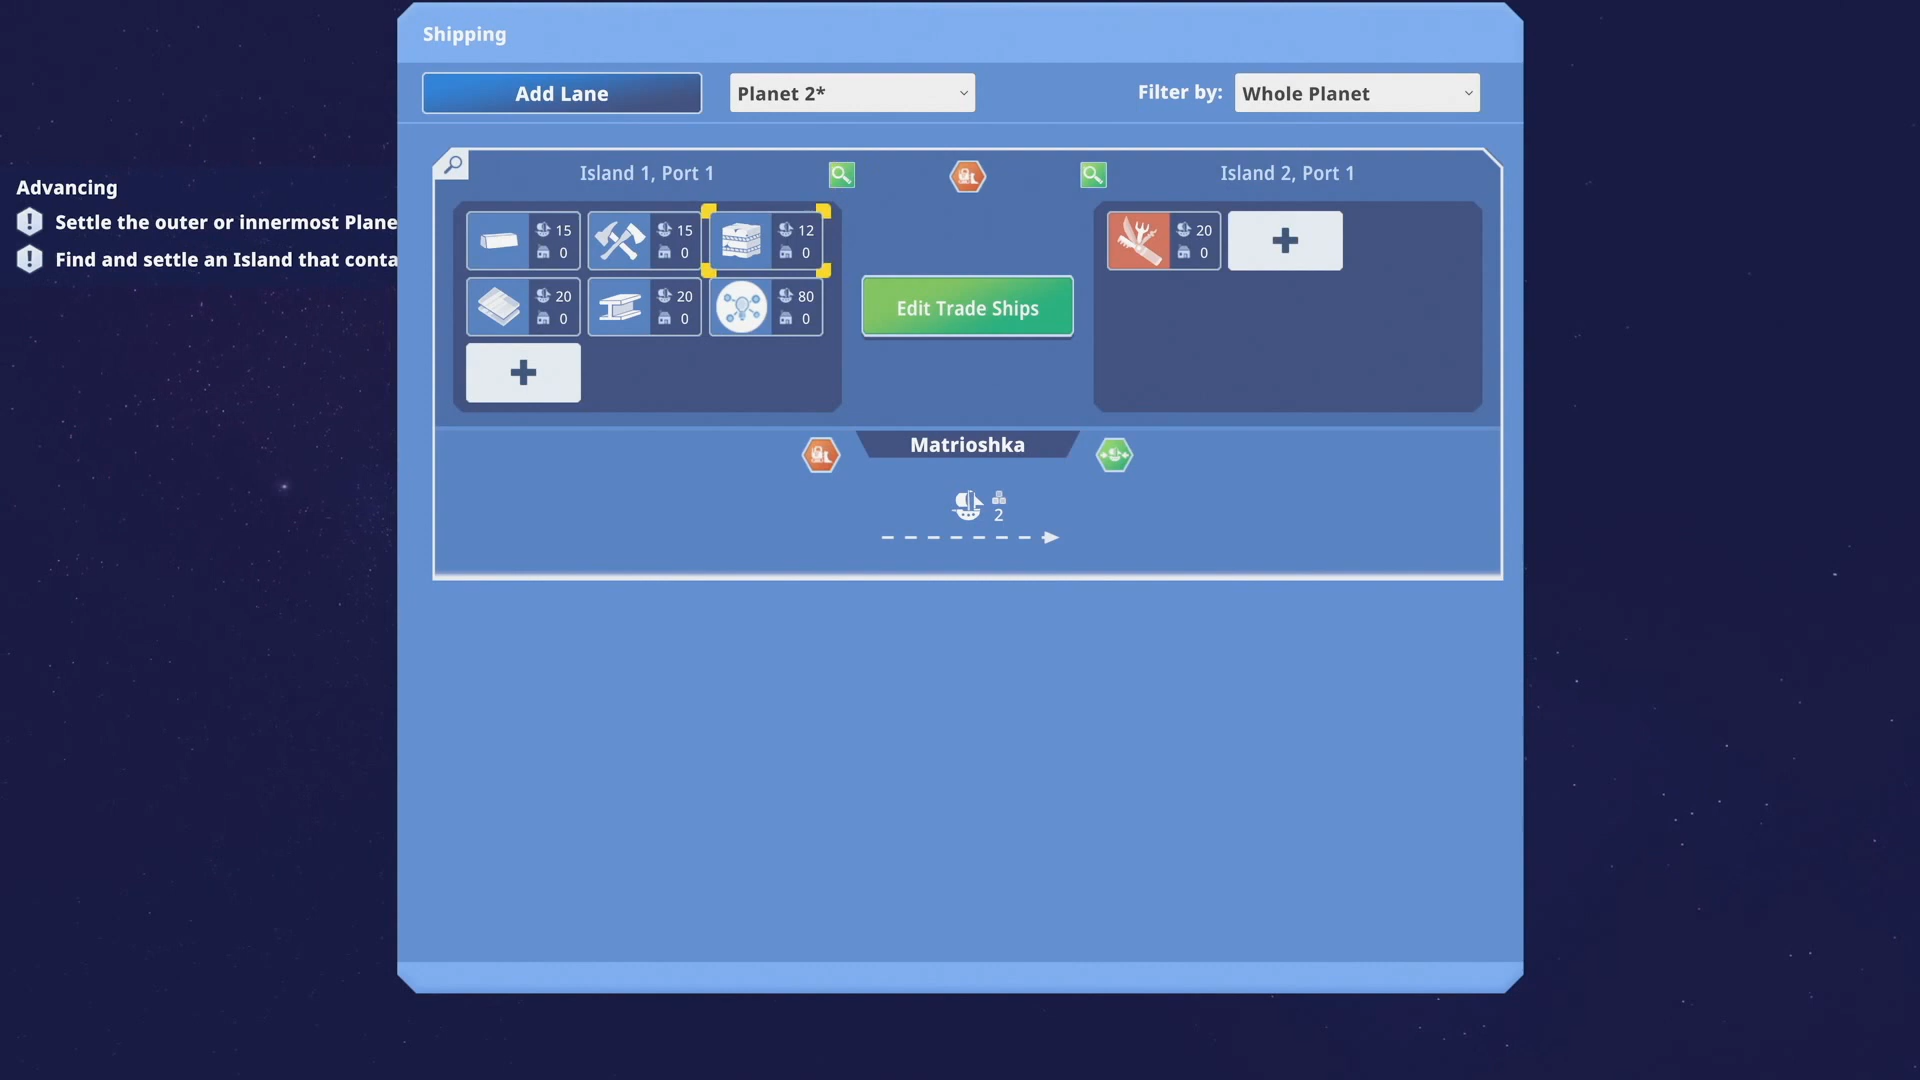 Shipping
Add Lane
Planet 2*
Filter by:
Whole Planet
Advancing
Settle the outer or innermost Plane
Find and settle an Island that conta
Island 1, Port 1
Island 2, Port 1
15
0
15
0
12
0
20
0
20
0
20
0
80
0
Edit Trade Ships
Matrioshka
2